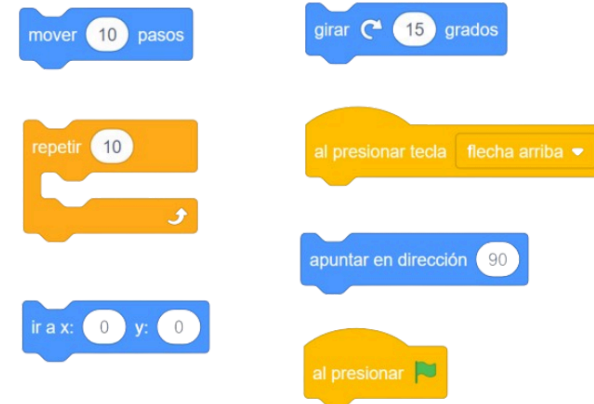 mover 10 pasos
girar 15 grados
repetir 10
al presionar tecla flecha arriba
apuntar en dirección 90
ir a x: 0 y: 0
al presionar